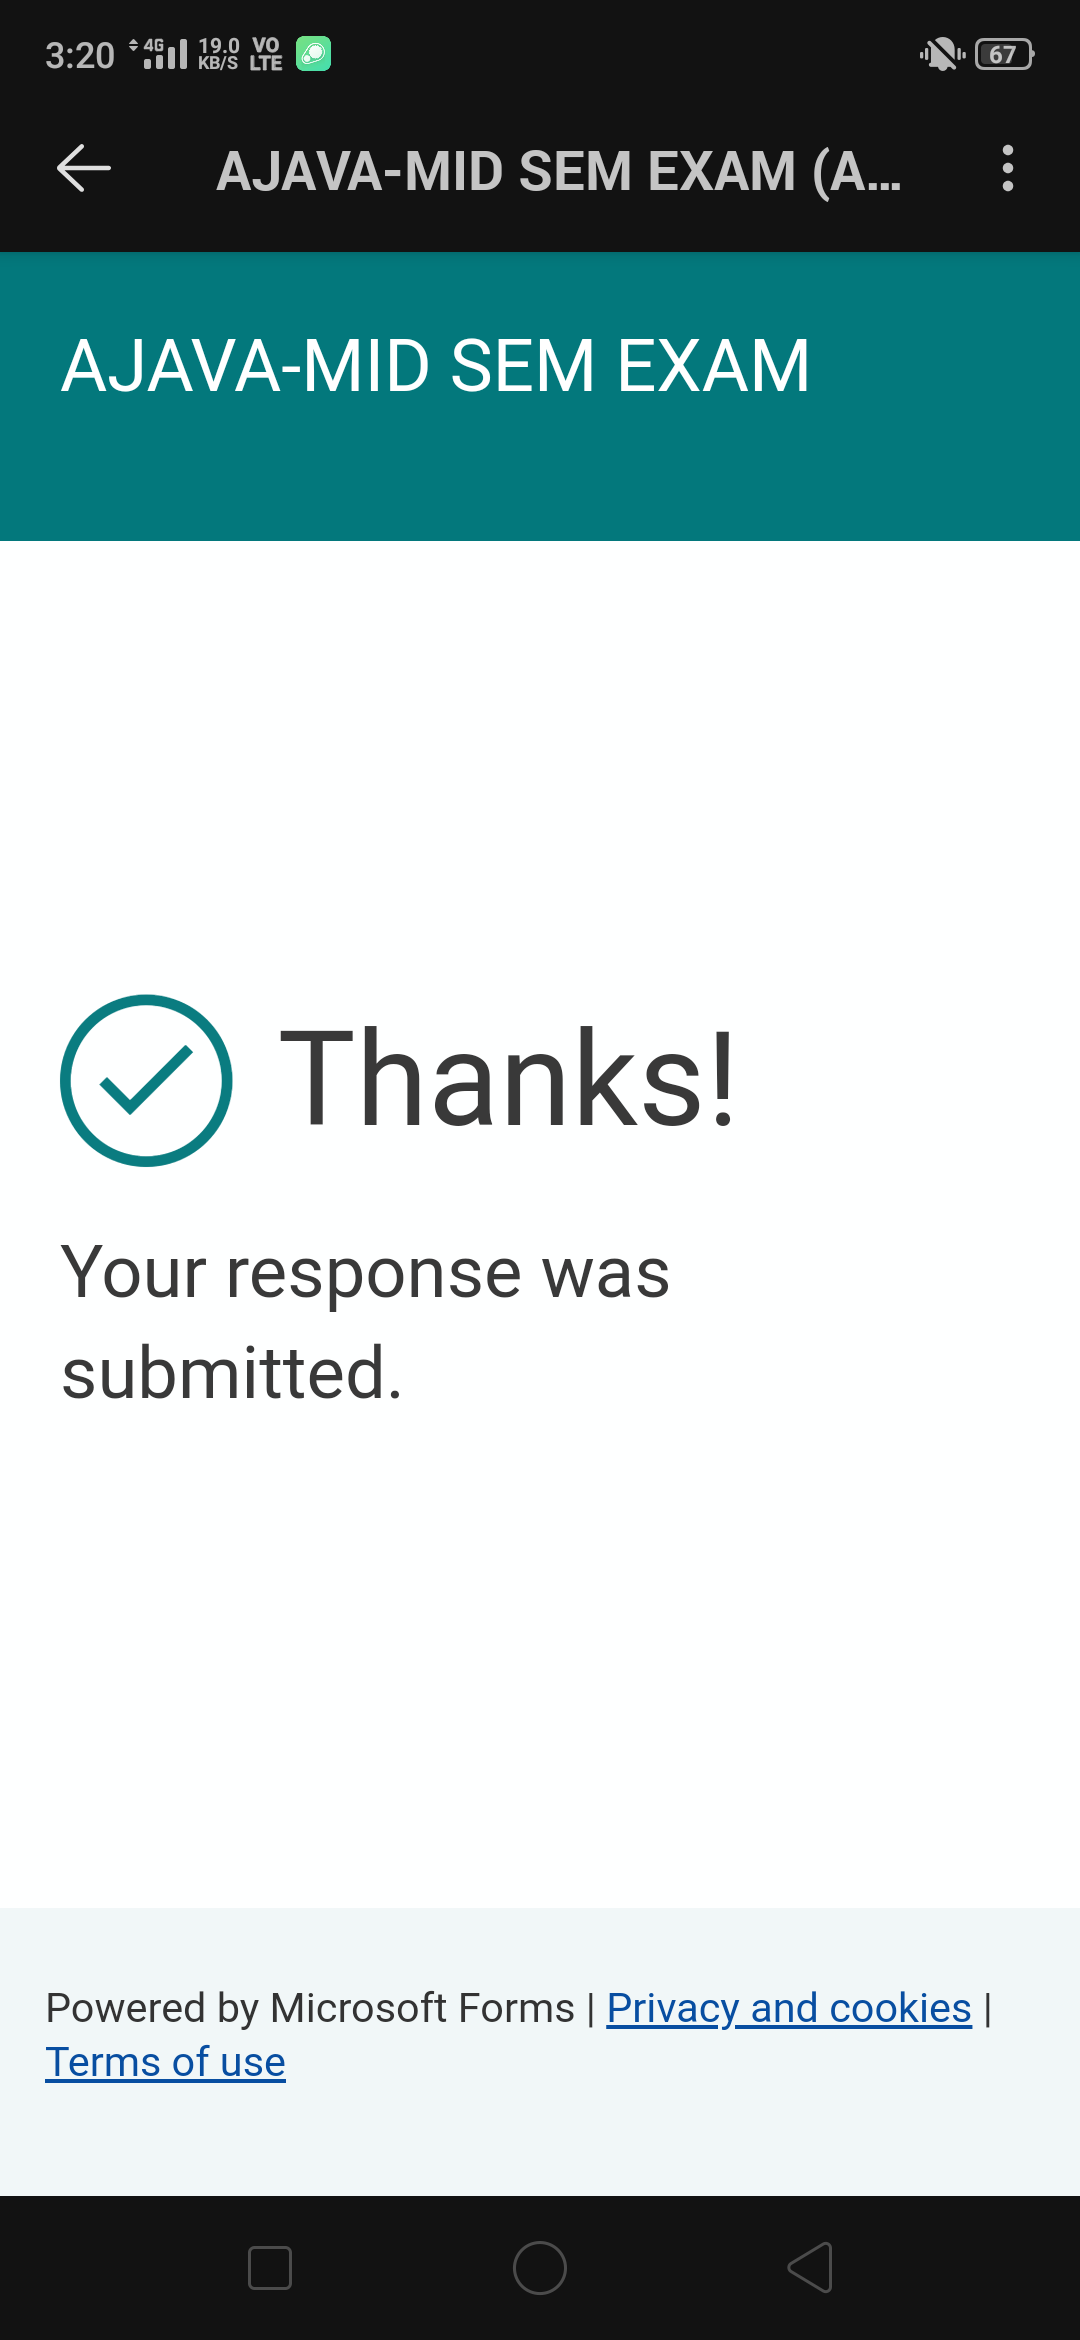 3:20 4G 19.0 KB/S VO LTE 67
AJAVA-MID SEM EXAM (A...
AJAVA-MID SEM EXAM
Thanks!
Your response was
submitted.
Powered by Microsoft Forms | Privacy and cookies |
Terms of use